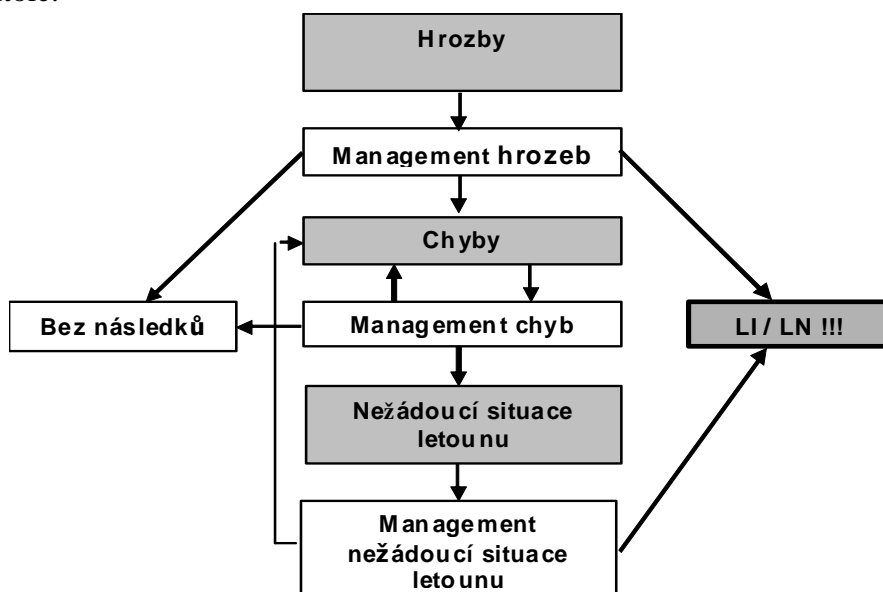 Hrozby
Management hrozeb
Chyby
Bez následků
Management chyb
LI / LN !!!
Nežádoucí situace
letounu
Management
nežádoucí situace
letounu